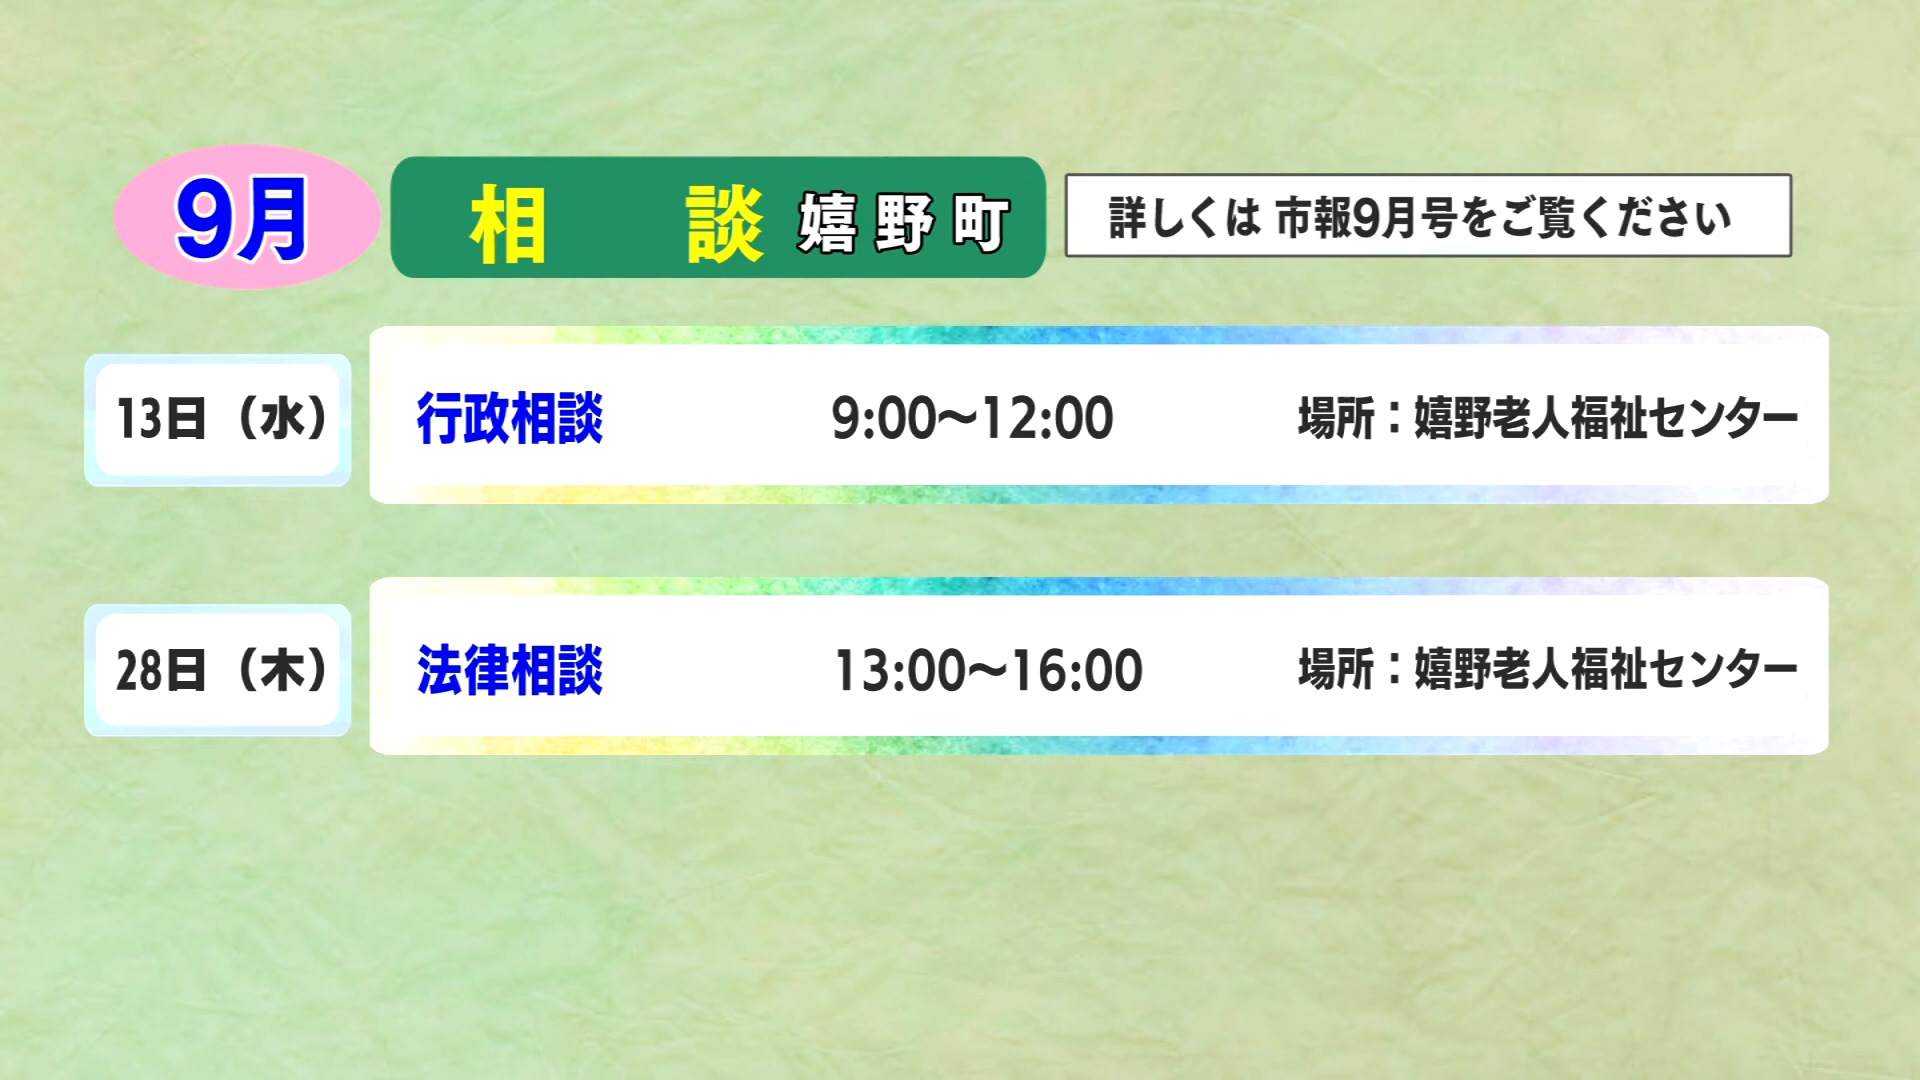 9月 相談 嬉野町 詳しくは 市報9月号をご覧ください
13日（水） 行政相談 9:00～12:00 場所：嬉野老人福祉センター
28日（木） 法律相談 13:00～16:00 場所：嬉野老人福祉センター